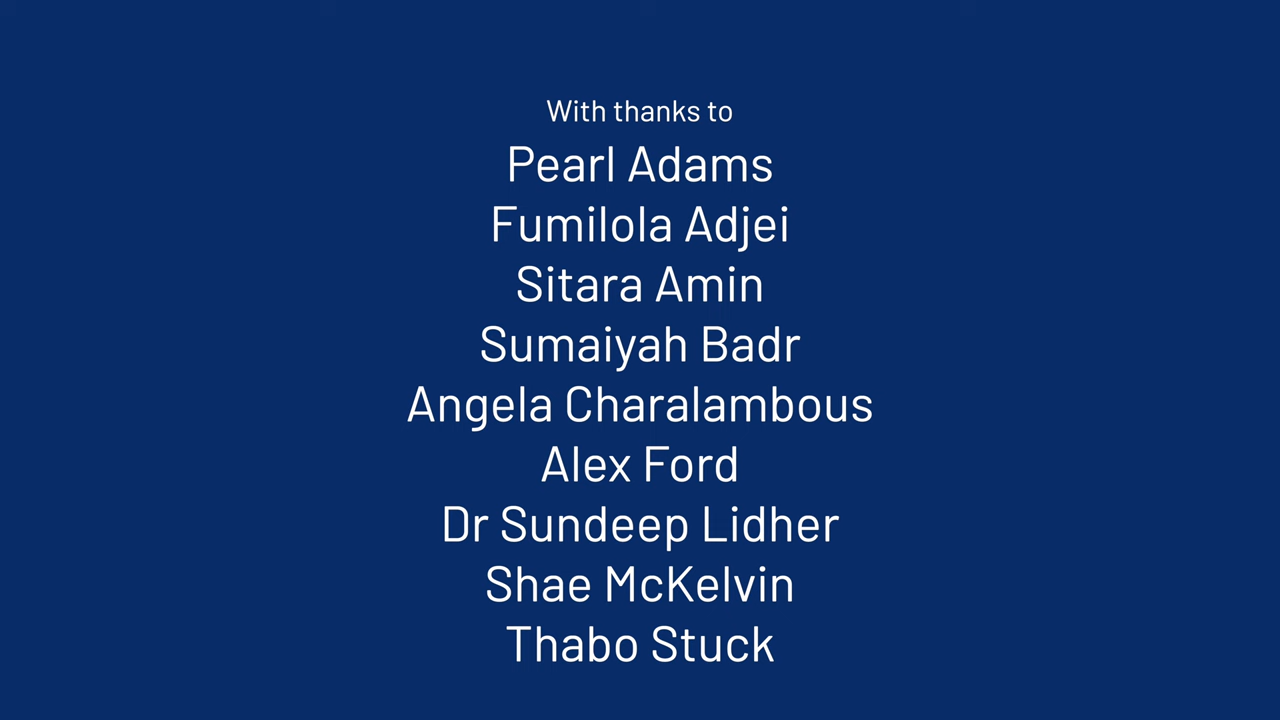 With thanks to
Pearl Adams
Fumilola Adjei
Sitara Amin
Sumaiyah Badr
Angela Charalambous
Alex Ford
Dr Sundeep Lidher
Shae McKelvin
Thabo Stuck